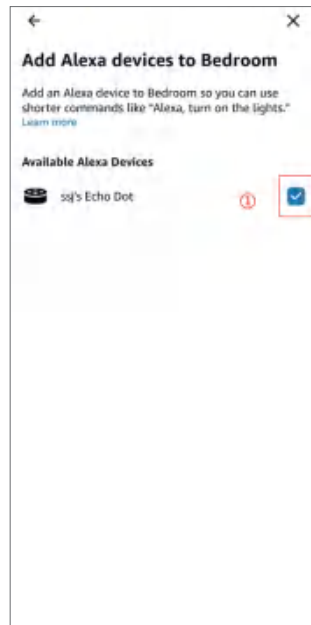 Add Alexa devices to Bedroom
Add an Alexa device to Bedroom so you can use
shorter commands like "Alexa, turn on the lights."
Learn more
Available Alexa Devices
ssj's Echo Dot
①